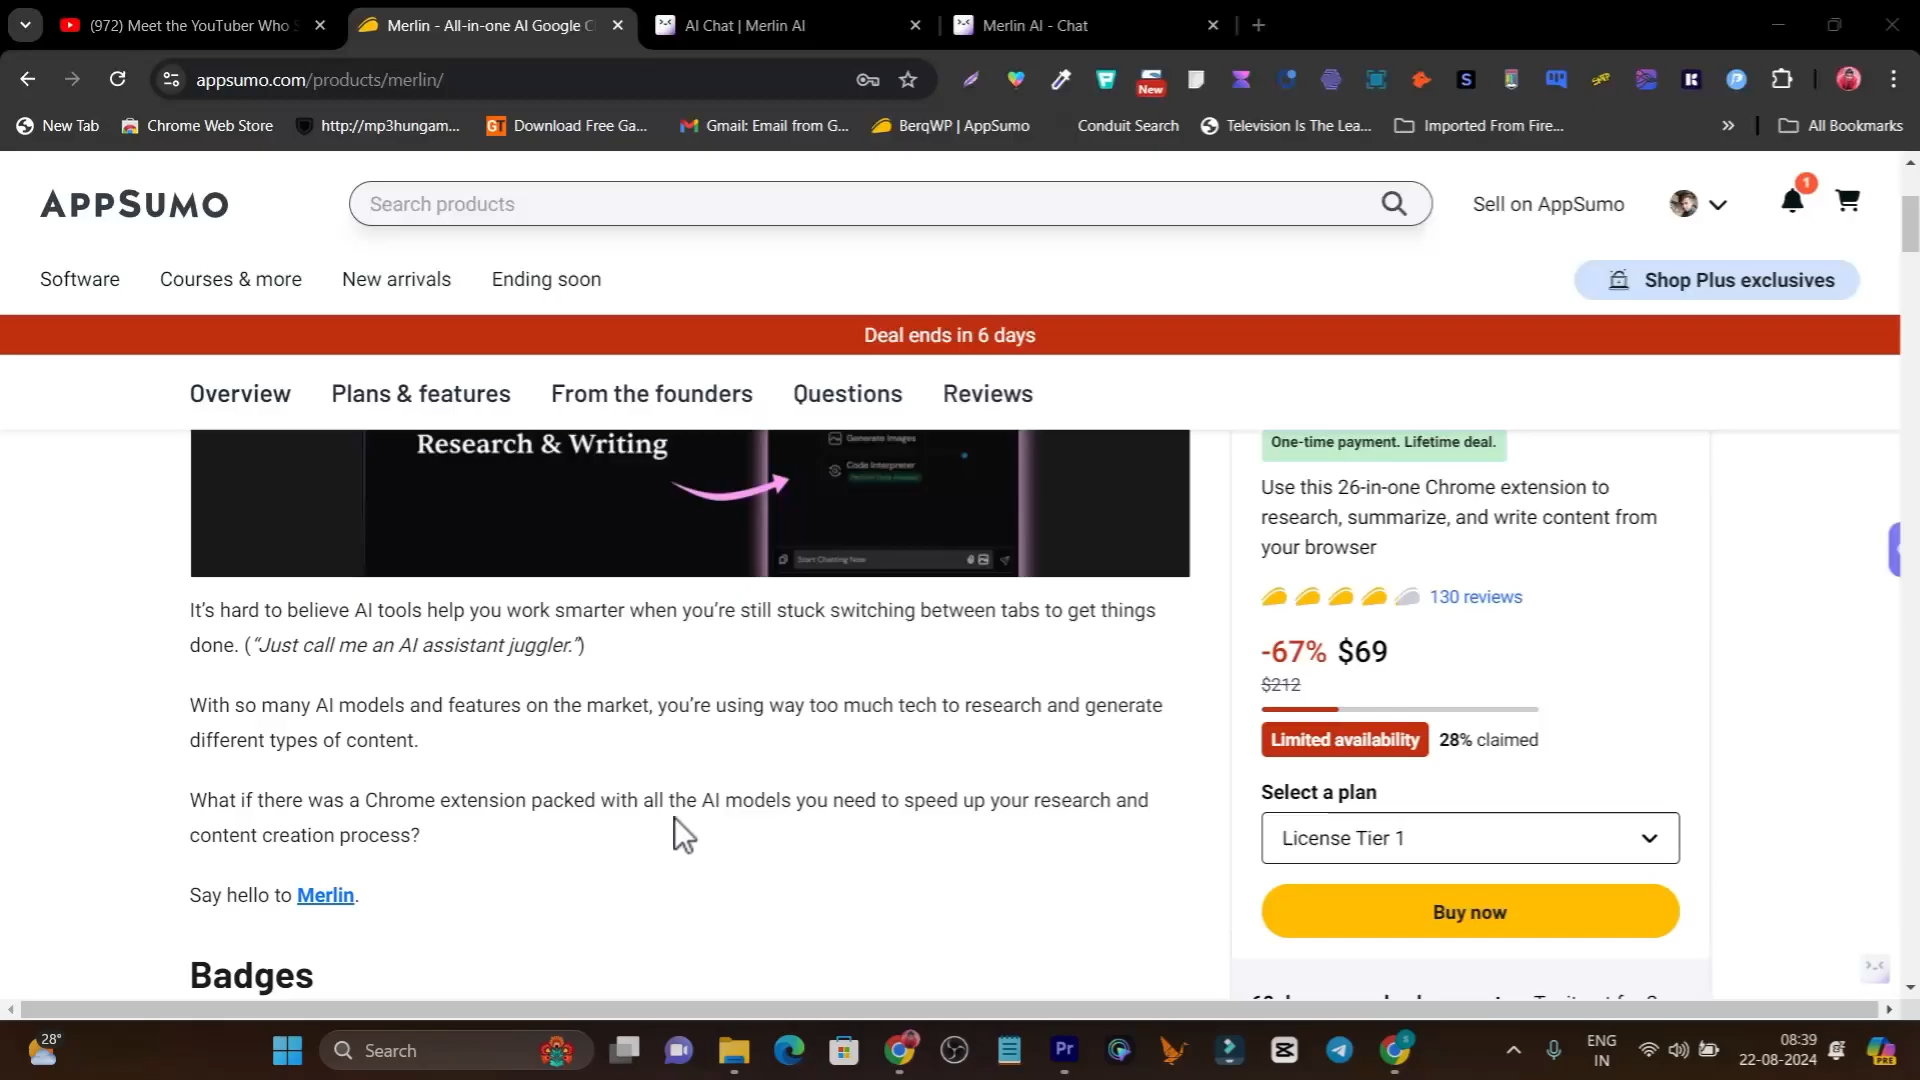 (972) Meet the YouTuber Who S
Merlin - All-in-one AI Google C
AI Chat | Merlin AI
Merlin AI - Chat
appsumo.com/products/merlin/
New
New Tab
Chrome Web Store
http://mp3hungam...
Download Free Ga...
Gmail: Email from G...
BerqWP | AppSumo
Conduit Search
Television Is The Lea...
Imported From Fire...
All Bookmarks
APPSUMO
Search products
Sell on AppSumo
1
Software
Courses & more
New arrivals
Ending soon
Shop Plus exclusives
Deal ends in 6 days
Overview
Plans & features
From the founders
Questions
Reviews
Research & Writing
Generate Images
Code Interpreter
Start Chatting Now
It's hard to believe AI tools help you work smarter when you're still stuck switching between tabs to get things
done. ("Just call me an AI assistant juggler.")
With so many AI models and features on the market, you're using way too much tech to research and generate
different types of content.
What if there was a Chrome extension packed with all the AI models you need to speed up your research and
content creation process?
Say hello to Merlin.
Badges
One-time payment. Lifetime deal.
Use this 26-in-one Chrome extension to
research, summarize, and write content from
your browser
130 reviews
-67% $69
$212
Limited availability
28% claimed
Select a plan
License Tier 1
Buy now
28°
Search
ENG
IN
08:39
22-08-2024